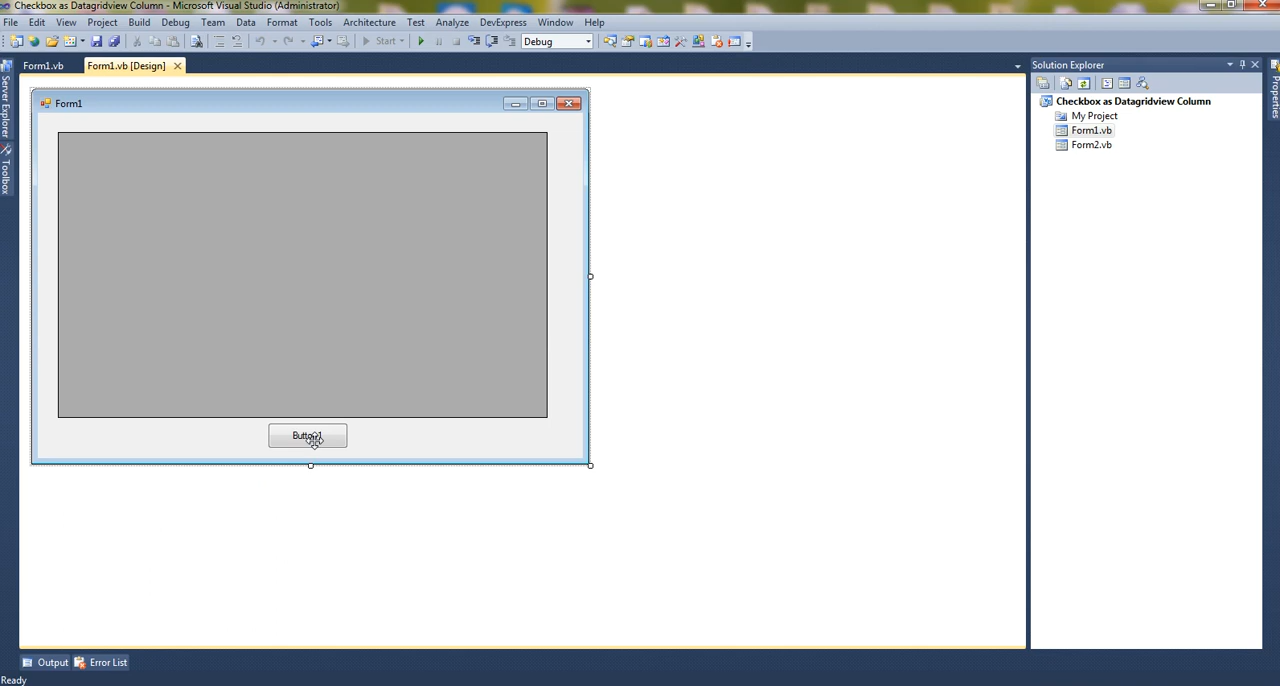 Checkbox as Datagridview Column - Microsoft Visual Studio (Administrator)
File Edit View Project Build Debug Team Data Format Tools Architecture Test Analyze DevExpress Window Help
Start Debug
Form1.vb Form1.vb [Design]
Server Explorer
Toolbox
Form1
Button1
Solution Explorer
Checkbox as Datagridview Column
My Project
Form1.vb
Form2.vb
Properties
Output Error List
Ready